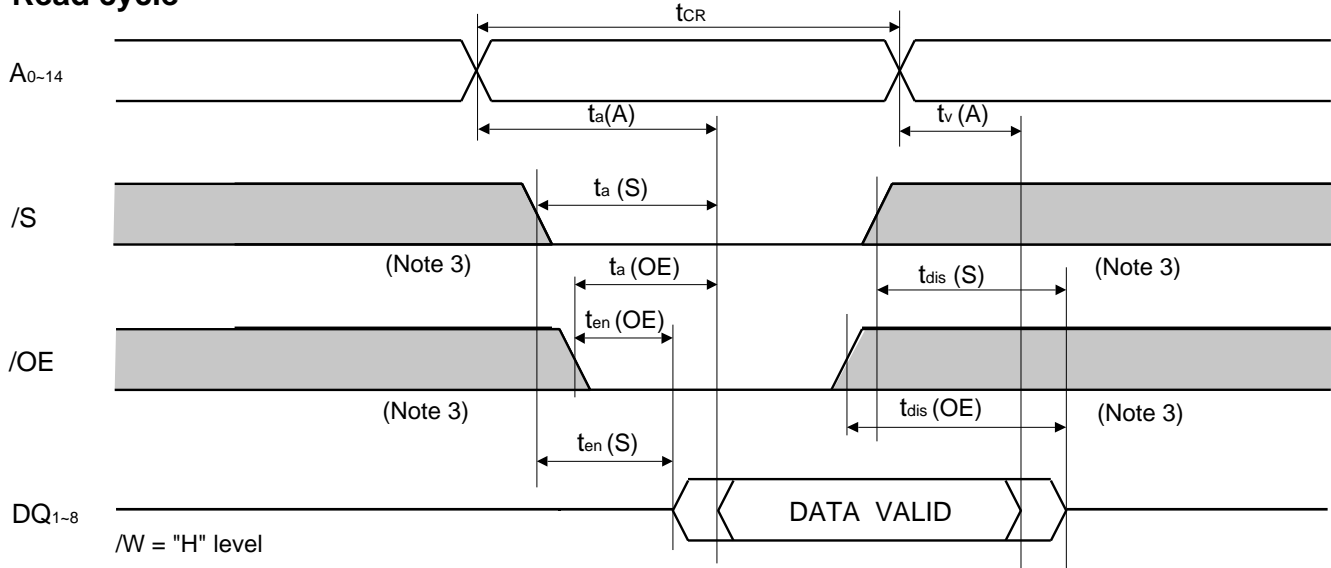 Read cycle
tCR
A0~14
ta(A)
tv (A)
ta (S)
/S
(Note 3)
ta (OE)
tdis (S)
(Note 3)
ten (OE)
/OE
(Note 3)
tdis (OE)
(Note 3)
ten (S)
DQ1~8
DATA VALID
/W = "H" level